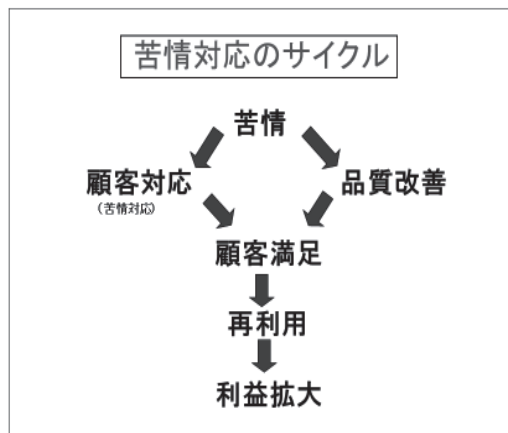 苦情対応のサイクル
苦情
顧客対応
品質改善
(苦情対応)
顧客満足
再利用
利益拡大